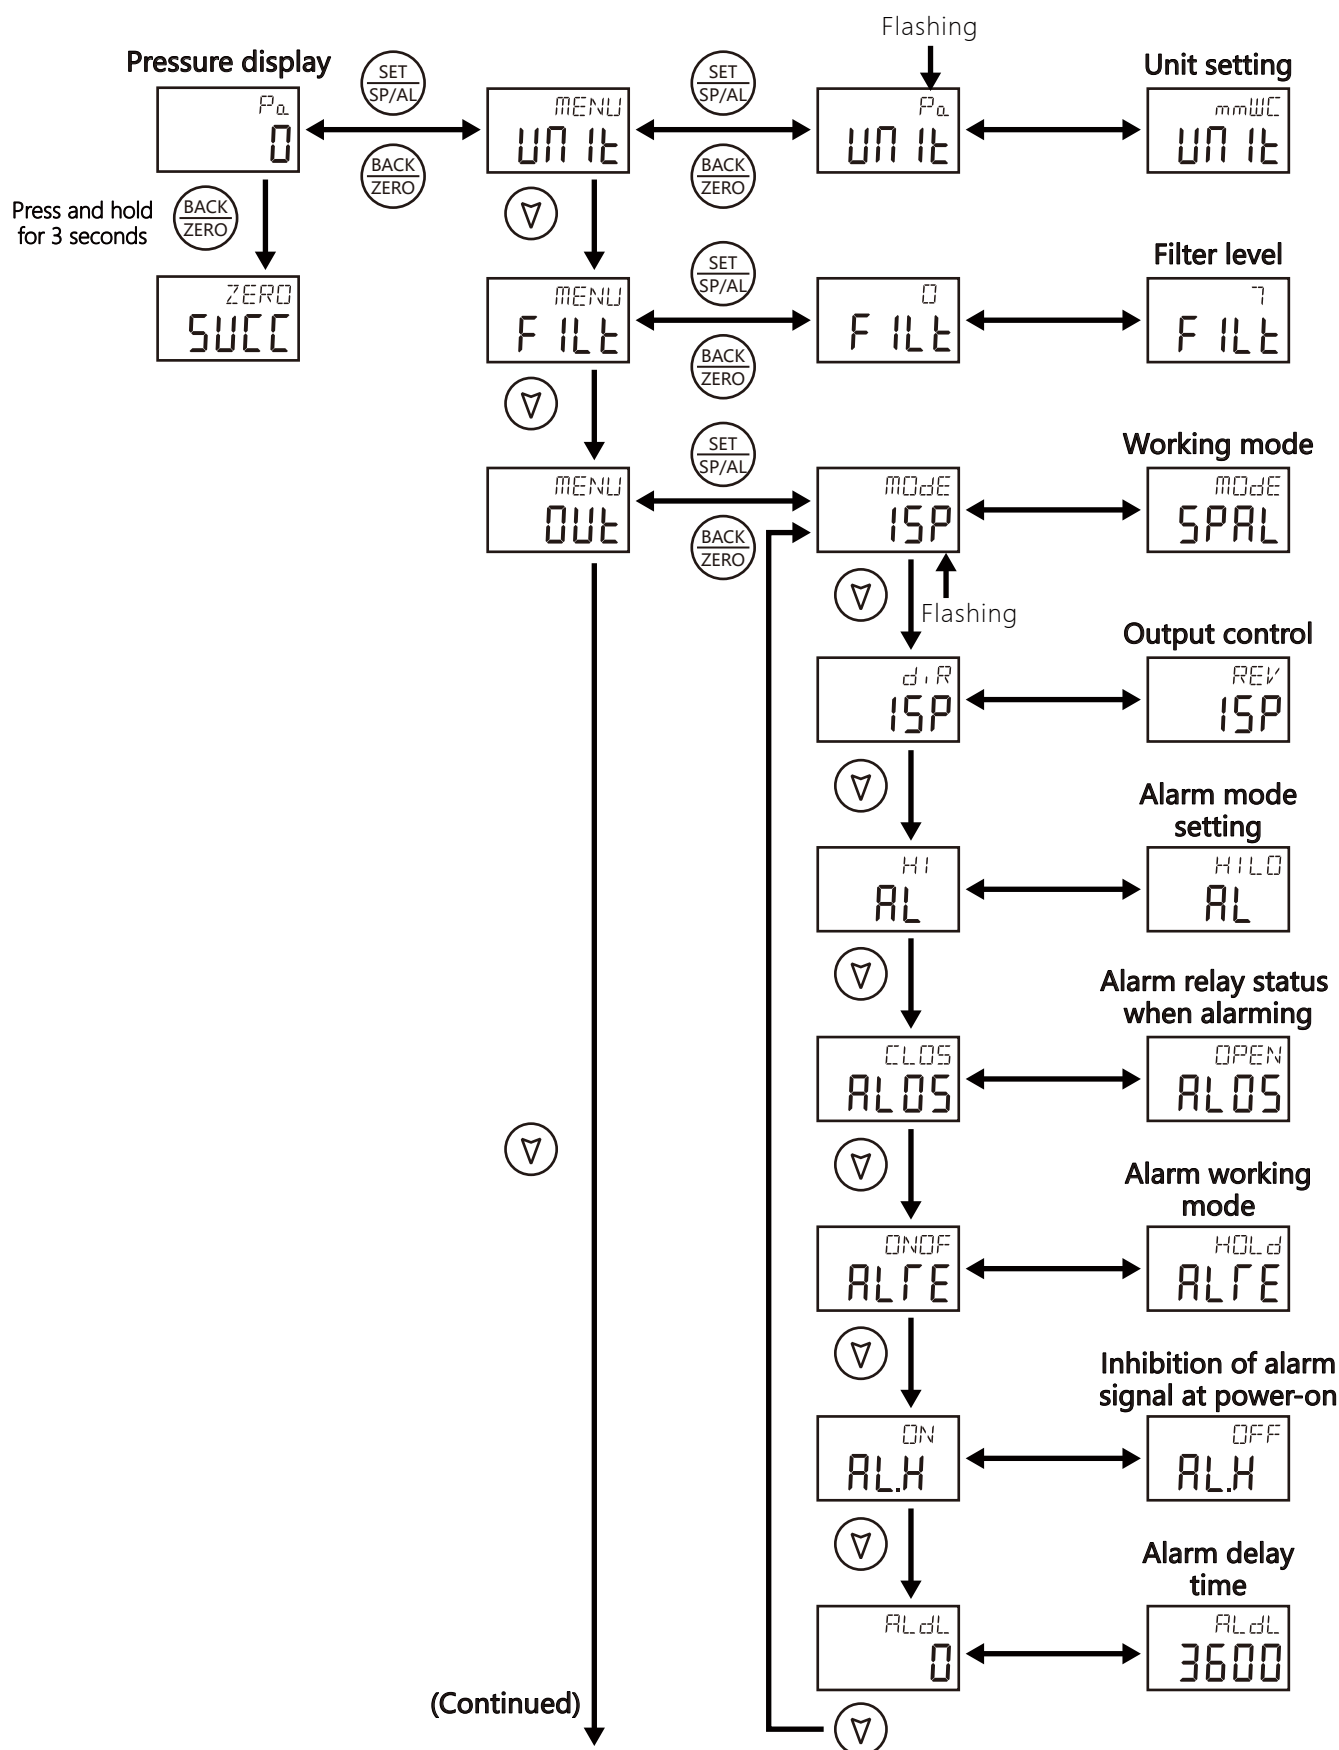 Flashing
Pressure display
SET
SP/AL
SET
SP/AL
Unit setting
Pa
0
MENU
UNIt
Pa
UNIt
mmWC
UNIt
BACK
ZERO
BACK
ZERO
Press and hold
for 3 seconds
BACK
ZERO
ZERO
SUCC
SET
SP/AL
Filter level
MENU
FILt
0
FILt
7
FILt
BACK
ZERO
SET
SP/AL
Working mode
MENU
OUt
MOdE
1SP
MOdE
SPAL
BACK
ZERO
Flashing
Output control
diR
1SP
REV
1SP
Alarm mode
setting
HI
AL
HILO
AL
Alarm relay status
when alarming
CLOS
ALOS
OPEN
ALOS
Alarm working
mode
ONOF
ALTE
HOLd
ALTE
Inhibition of alarm
signal at power-on
ON
AL.H
OFF
AL.H
Alarm delay
time
ALdL
0
ALdL
3600
(Continued)